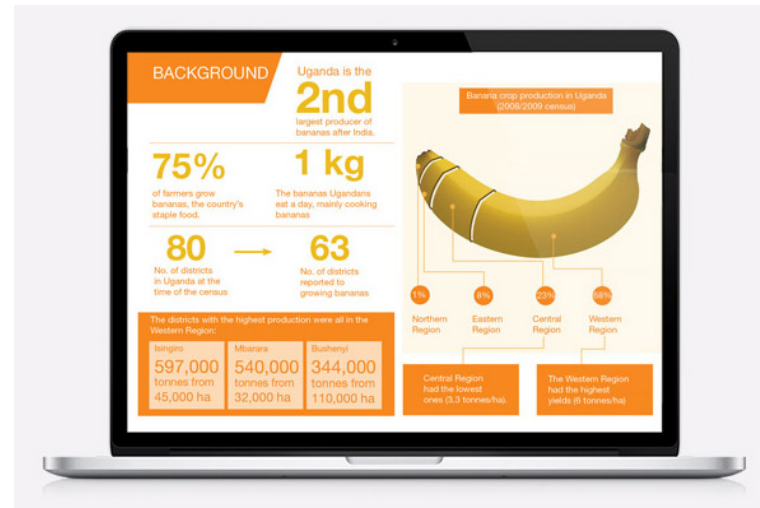 BACKGROUND
Uganda is the
2nd
largest producer of
bananas after India.
75%
of farmers grow
bananas, the country's
staple food.
1 kg
The bananas Ugandans
eat a day, mainly cooking
bananas
80
No. of districts
in Uganda at the
time of the census
63
No. of districts
reported to
growing bananas
The districts with the highest production were all in the
Western Region:
Isingiro
597,000
tonnes from
45,000 ha
Mbarara
540,000
tonnes from
32,000 ha
Bushenyi
344,000
tonnes from
110,000 ha
Banana crop production in Uganda
(2008/2009 census)
1%
Northern
Region
8%
Eastern
Region
23%
Central
Region
68%
Western
Region
Central Region
had the lowest
ones (3.3 tonnes/ha).
The Western Region
had the highest
yields (6 tonnes/ha)